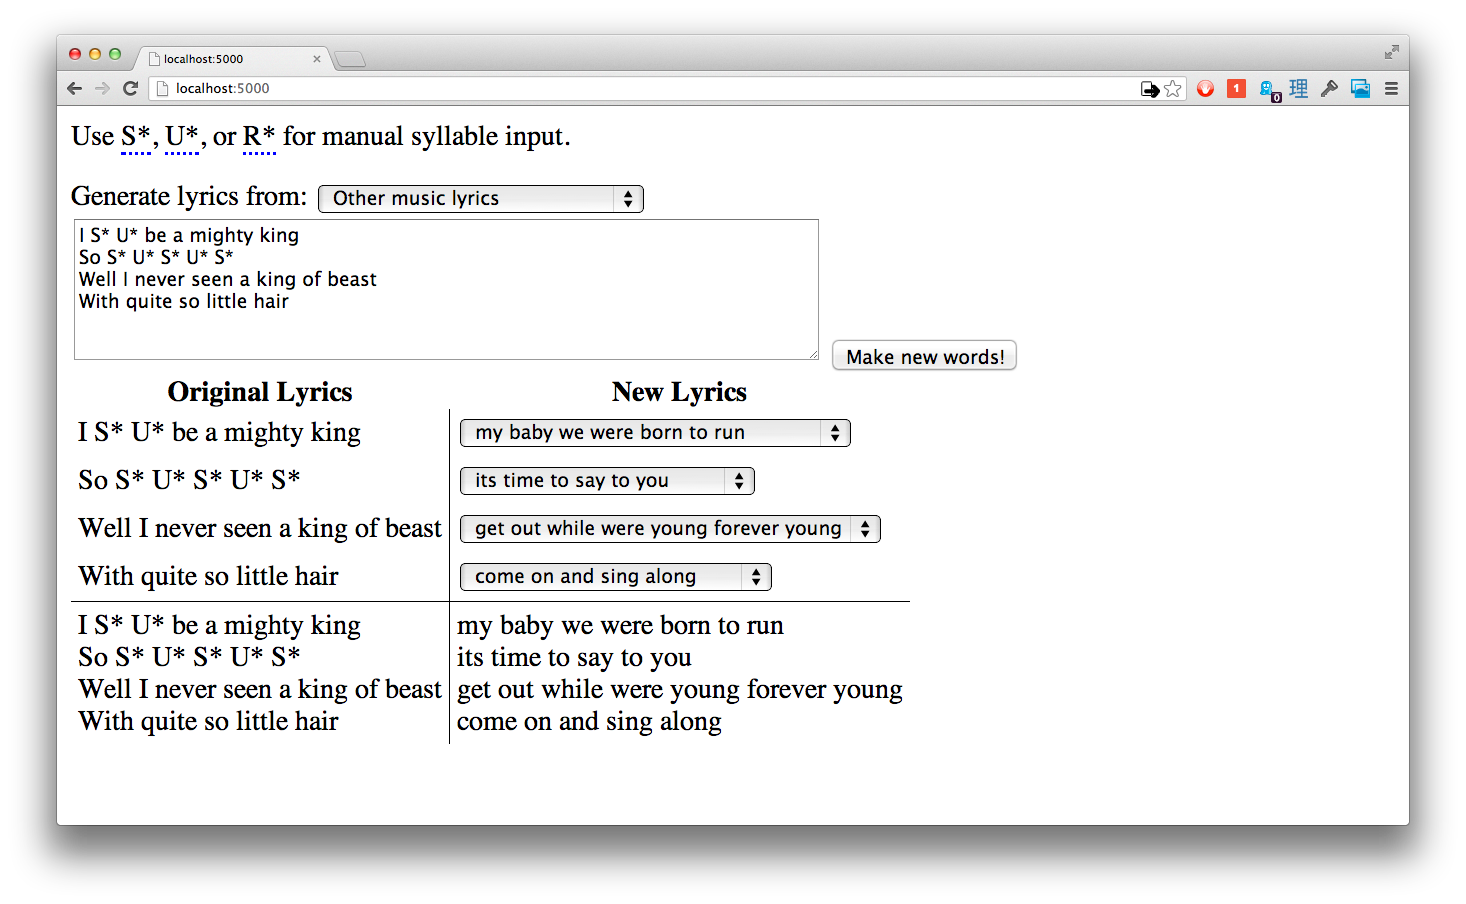 localhost:5000
localhost:5000
1
0
理
Use S*, U*, or R* for manual syllable input.
Generate lyrics from: Other music lyrics
I S* U* be a mighty king
So S* U* S* U* S*
Well I never seen a king of beast
With quite so little hair
Make new words!
Original Lyrics New Lyrics
I S* U* be a mighty king my baby we were born to run
So S* U* S* U* S* its time to say to you
Well I never seen a king of beast get out while were young forever young
With quite so little hair come on and sing along
I S* U* be a mighty king my baby we were born to run
So S* U* S* U* S* its time to say to you
Well I never seen a king of beast get out while were young forever young
With quite so little hair come on and sing along